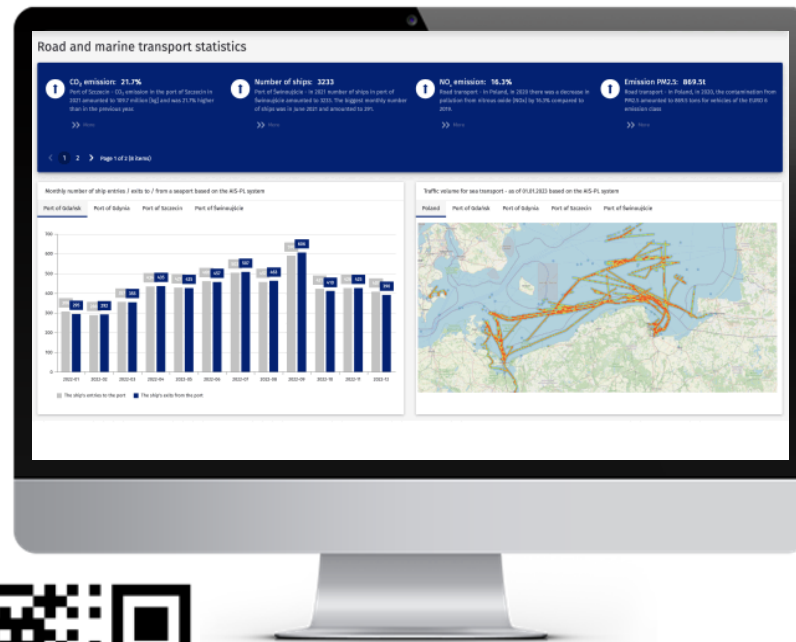 Road and marine transport statistics
CO₂ emission: 21.7%
Port of Szczecin - CO₂ emission in the port of Szczecin in
2021 amounted to million [kg] and was 21.7% higher
than in the previous year.
More
Number of ships: 3233
Port of Świnoujście - in 2021 number of ships in port of
Świnoujście amounted to 3233. The biggest monthly number
of ships was in June 2021 and amounted to 291.
More
NOₓ emission: 16.3%
Road transport - in Poland, in 2020 there was a decrease in
pollution from nitrous oxide [NOx] by 16.3% compared to
2019.
More
Emission PM2.5: 869.5t
Road transport - in Poland, in 2020, the contamination from
PM2.5 amounted to 869.5 tons for vehicles of the EURO
emission class
More
1 2 Page 1 of 2 (8 items)
Monthly number of ship entries / exits to / from a seaport based on the AIS-PL system
Port of Gdańsk Port of Gdynia Port of Szczecin Port of Świnoujście
700
600
500
400
300
200
100
0
2022-01 2022-02 2022-03 2022-04 2022-05 2022-06 2022-07 2022-08 2022-09 2022-10 2022-11 2022-12
The ship's entries to the port The ship's exits from the port
Traffic volume for sea transport - as of 01.01.2023 based on the AIS-PL system
Poland Port of Gdańsk Port of Gdynia Port of Szczecin Port of Świnoujście